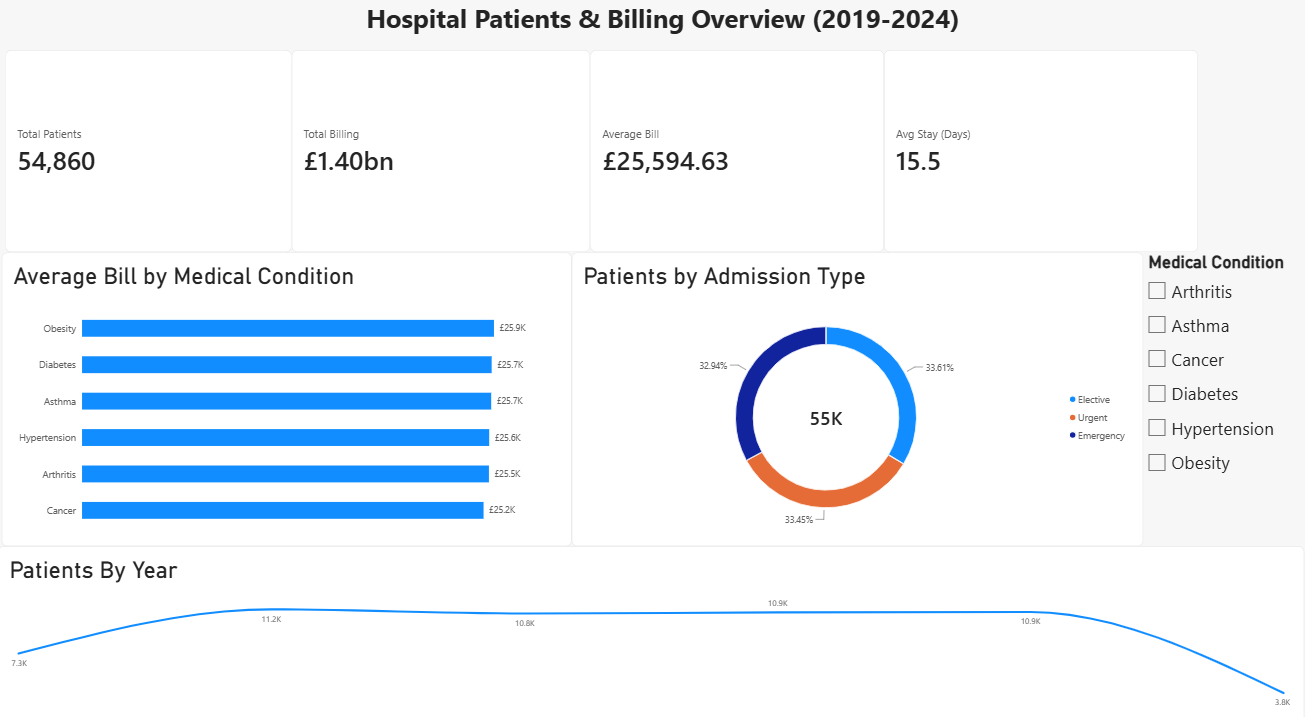 Hospital Patients & Billing Overview (2019-2024)
Total Patients
54,860
Total Billing
£1.40bn
Average Bill
£25,594.63
Avg Stay (Days)
15.5
Average Bill by Medical Condition
Obesity £25.9K
Diabetes £25.7K
Asthma £25.7K
Hypertension £25.6K
Arthritis £25.5K
Cancer £25.2K
Patients by Admission Type
32.94%
33.61%
55K
33.45%
Elective
Urgent
Emergency
Medical Condition
Arthritis
Asthma
Cancer
Diabetes
Hypertension
Obesity
Patients By Year
7.3K
11.2K
10.8K
10.9K
10.9K
3.8K